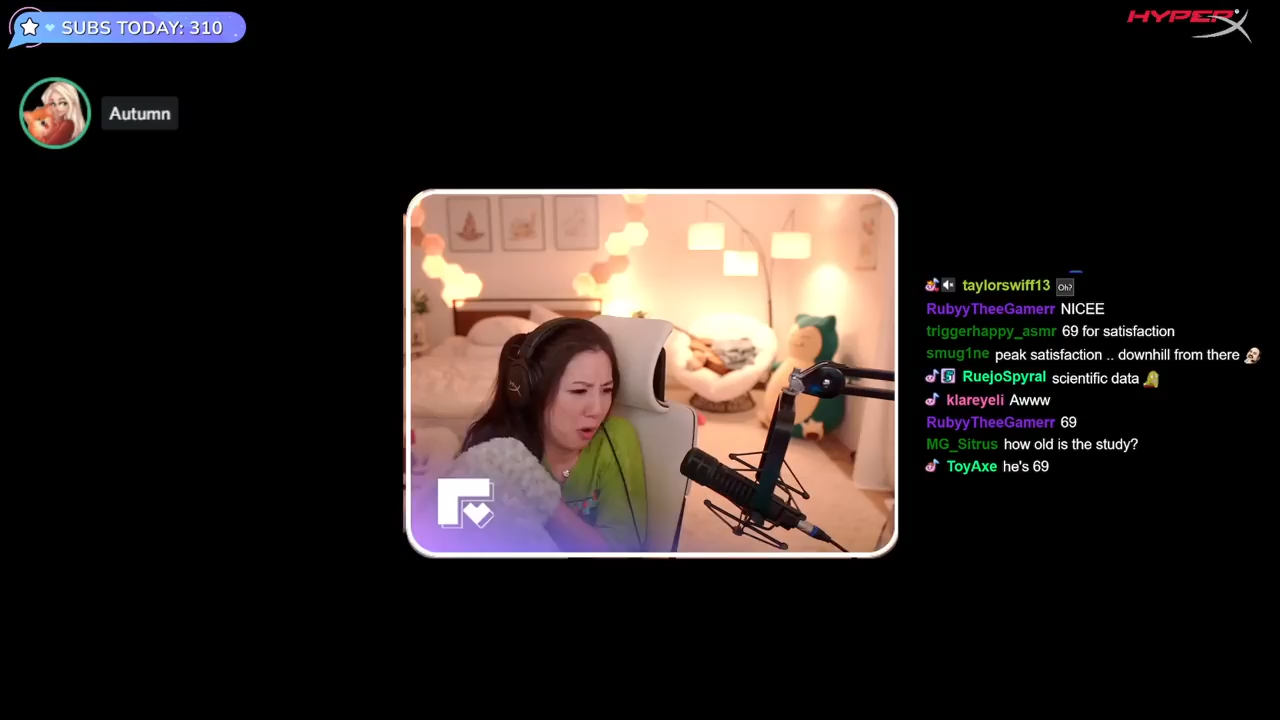 SUBS TODAY: 310
HYPERX
Autumn
taylorswiff13 Oh?
RubyyTheeGamerr NICEE
triggerhappy_asmr 69 for satisfaction
smug1ne peak satisfaction .. downhill from there
RuejoSpyral scientific data
klareyeli Awww
RubyyTheeGamerr 69
MG_Sitrus how old is the study?
ToyAxe he's 69